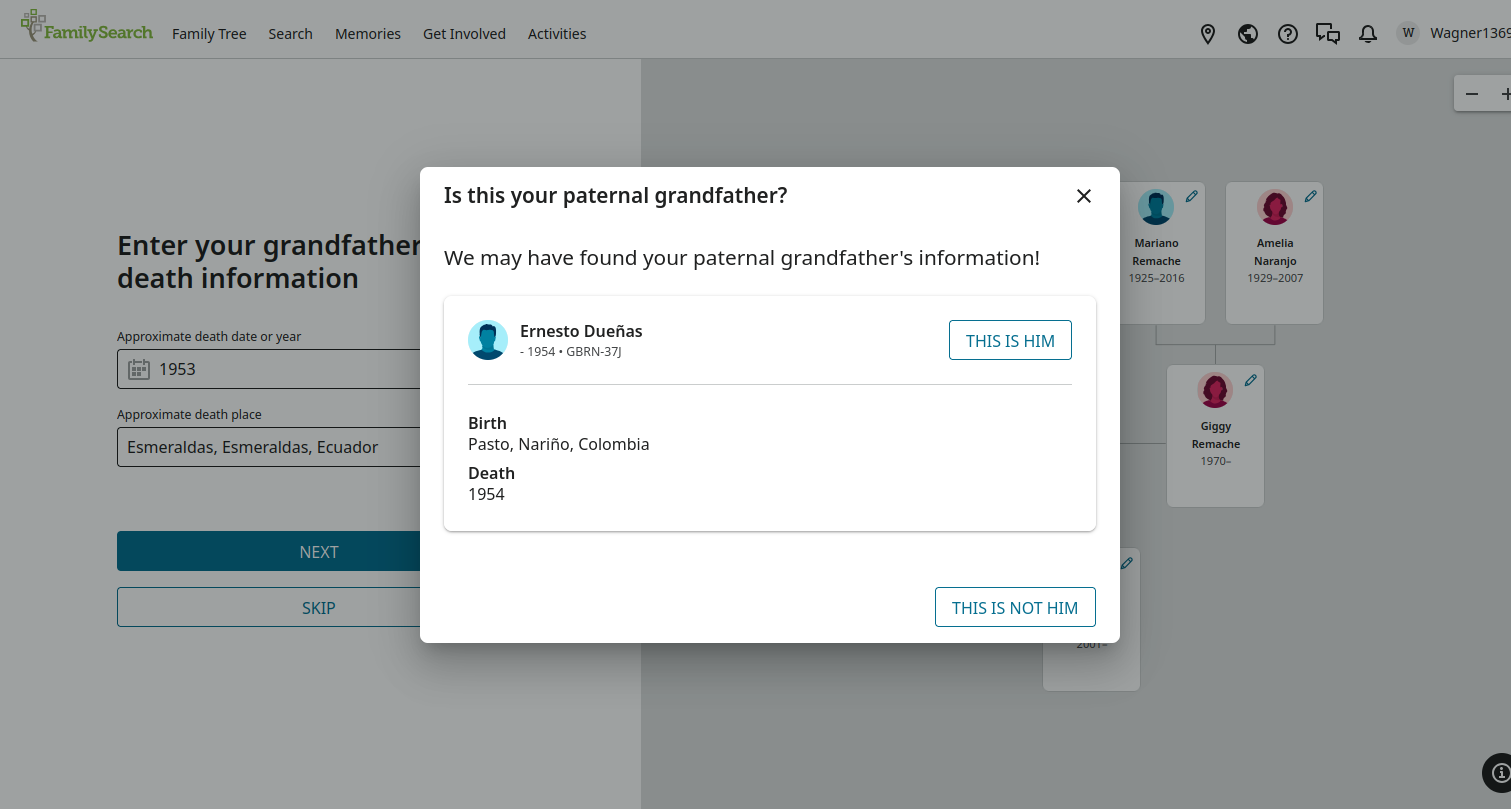 FamilySearch
Family Tree
Search
Memories
Get Involved
Activities
W
Enter your grandfather
death information
Approximate death date or year
1953
Approximate death place
Esmeraldas, Esmeraldas, Ecuador
NEXT
SKIP
Is this your paternal grandfather?
We may have found your paternal grandfather's information!
Ernesto Dueñas
- 1954 • GBRN-37J
THIS IS HIM
Birth
Pasto, Nariño, Colombia
Death
1954
THIS IS NOT HIM
Mariano
Remache
1925–2016
Amelia
Naranjo
1929–2007
Giggy
Remache
1970–
2001–